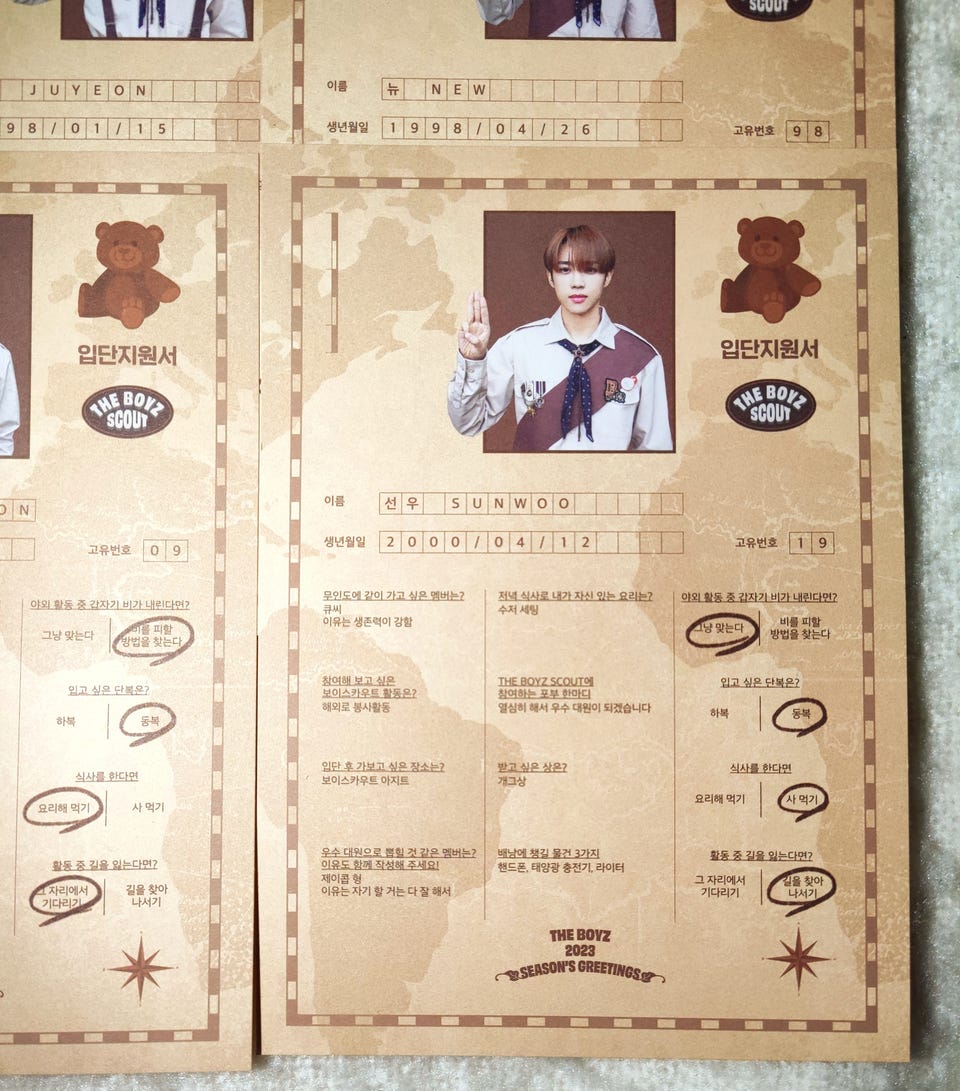 JUYEON
98/01/15
SCOUT
이름 뉴 NEW
생년월일 1998/04/26 고유번호 98
입단지원서
THE BOYZ
SCOUT
ON
고유번호 09
야외 활동 중 갑자기 비가 내린다면?
그냥 맞는다 비를 피할
방법을 찾는다
입고 싶은 단복은?
하복 동복
식사를 한다면
요리해 먹기 사 먹기
활동 중 길을 잃는다면?
그 자리에서
기다리기
길을 찾아
나서기
입단지원서
THE BOYZ
SCOUT
이름 선우 SUNWOO
생년월일 2000/04/12 고유번호 19
무인도에 같이 가고 싶은 멤버는?
큐씨
이유는 생존력이 강함
참여해 보고 싶은
보이스카우트 활동은?
해외로 봉사활동
입단 후 가보고 싶은 장소는?
보이스카우트 아지트
우수 대원으로 뽑힐 것 같은 멤버는?
이유도 함께 작성해 주세요!
제이콥 형
이유는 자기 할 거는 다 잘 해서
저녁 식사로 내가 자신 있는 요리는?
수저 세팅
THE BOYZ SCOUT에
참여하는 포부 한마디
열심히 해서 우수 대원이 되겠습니다
받고 싶은 상은?
개그상
배낭에 챙길 물건 3가지
핸드폰, 태양광 충전기, 라이터
야외 활동 중 갑자기 비가 내린다면?
그냥 맞는다 비를 피할
방법을 찾는다
입고 싶은 단복은?
하복 동복
식사를 한다면
요리해 먹기 사 먹기
활동 중 길을 잃는다면?
그 자리에서
기다리기
길을 찾아
나서기
THE BOYZ
2023
SEASON'S GREETINGS